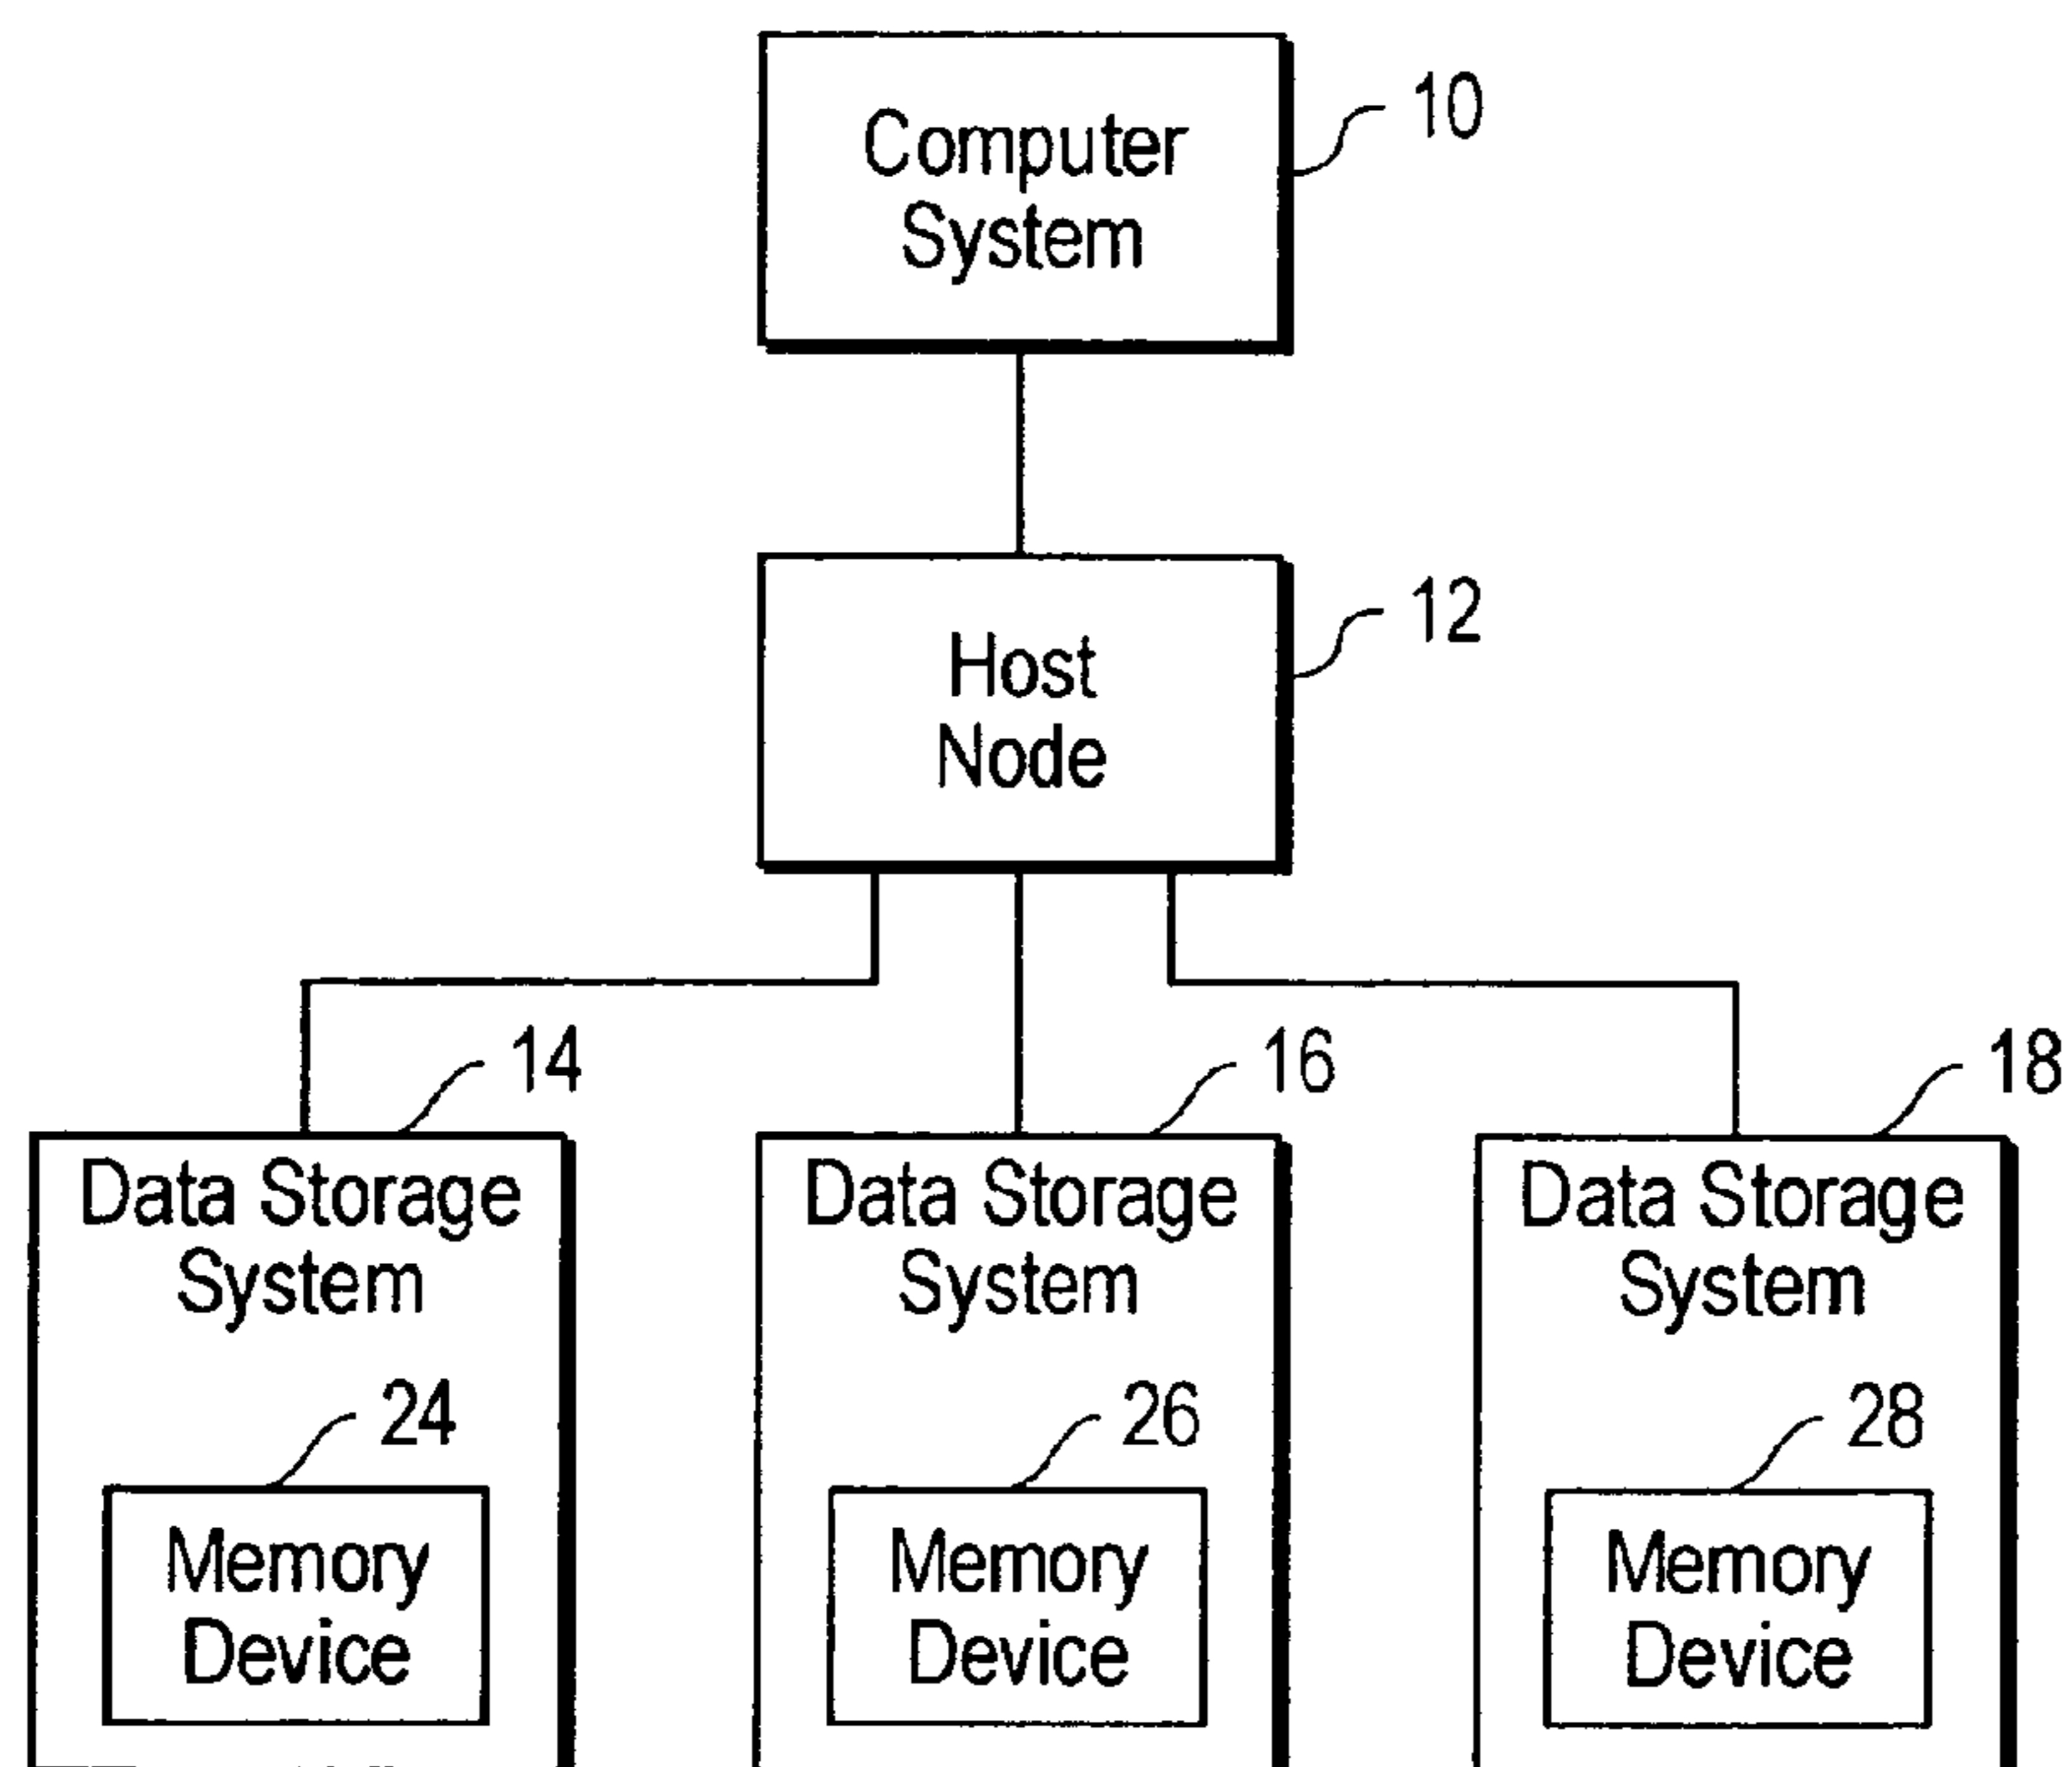 Computer
System
10
Host
Node
12
14
16
18
Data Storage
System
Data Storage
System
Data Storage
System
24
26
28
Memory
Device
Memory
Device
Memory
Device